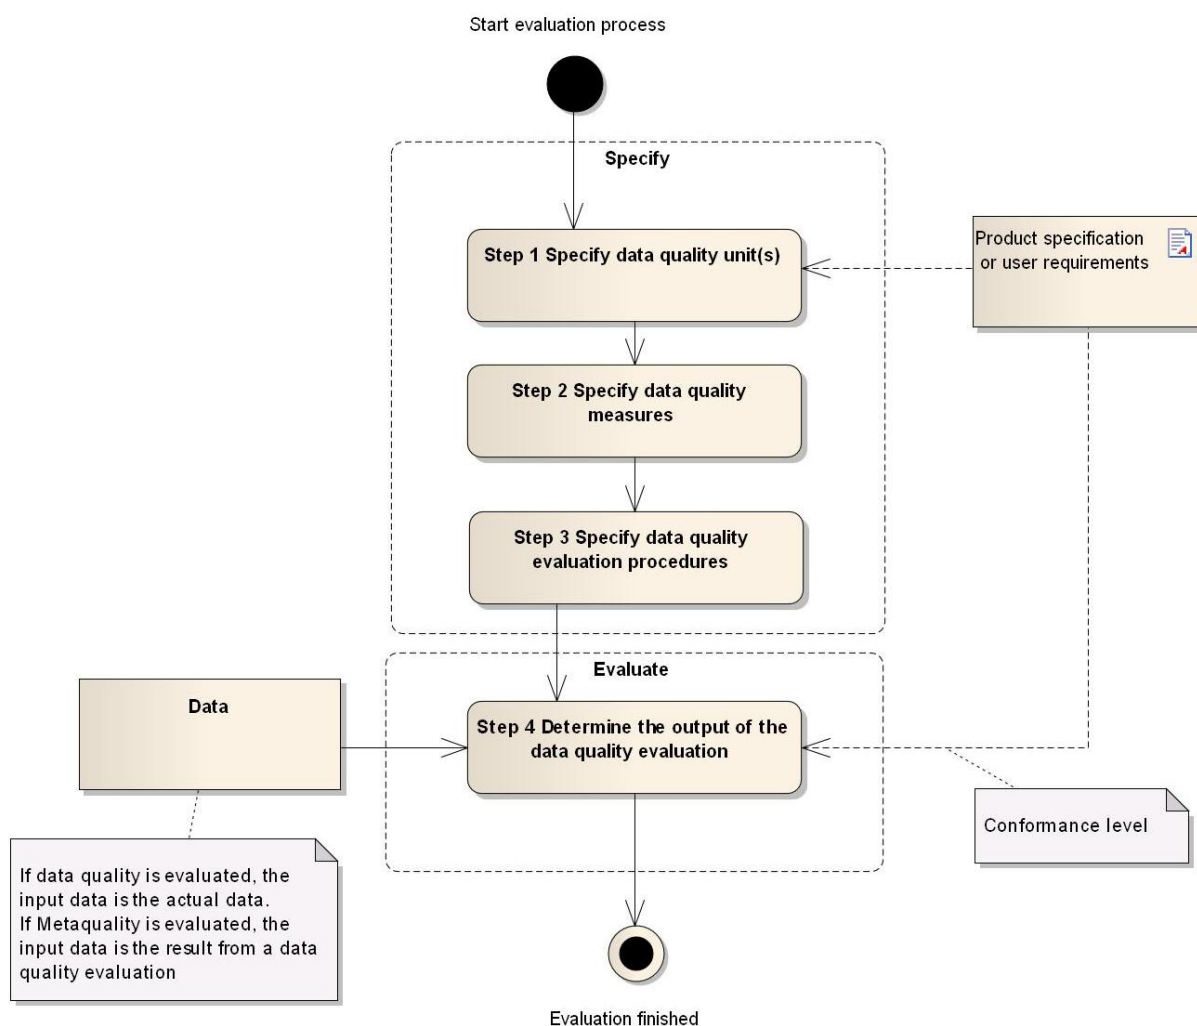 Start evaluation process
Specify
Step 1 Specify data quality unit(s)
Product specification
or user requirements
Step 2 Specify data quality
measures
Step 3 Specify data quality
evaluation procedures
Evaluate
Data
Step 4 Determine the output of the
data quality evaluation
Conformance level
If data quality is evaluated, the
input data is the actual data.
If Metaquality is evaluated, the
input data is the result from a data
quality evaluation
Evaluation finished